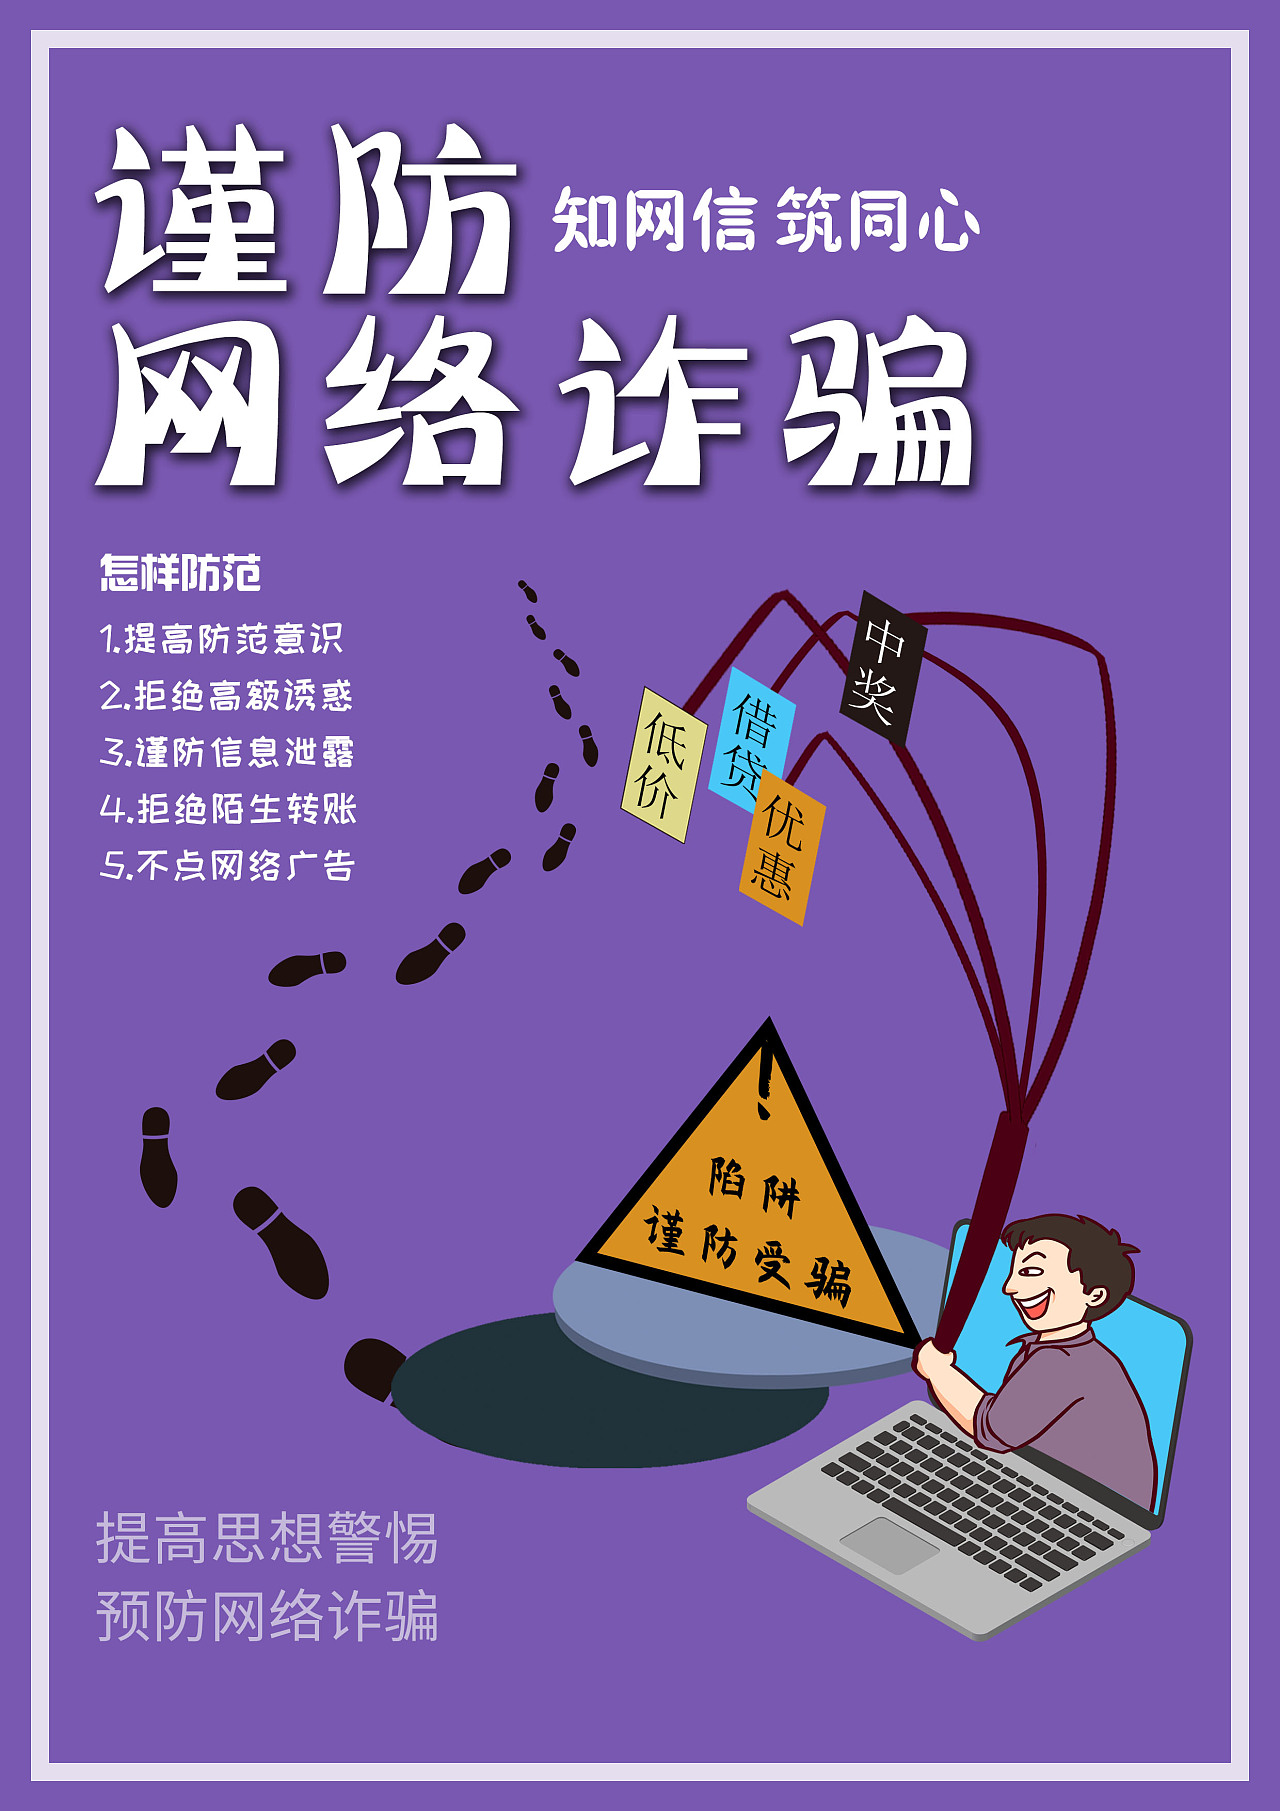 谨防
知网信 筑同心
网络诈骗
怎样防范
1.提高防范意识
2.拒绝高额诱惑
3.谨防信息泄露
4.拒绝陌生转账
5.不点网络广告
中奖
借贷
低价
优惠
!
陷阱
谨防受骗
提高思想警惕
预防网络诈骗